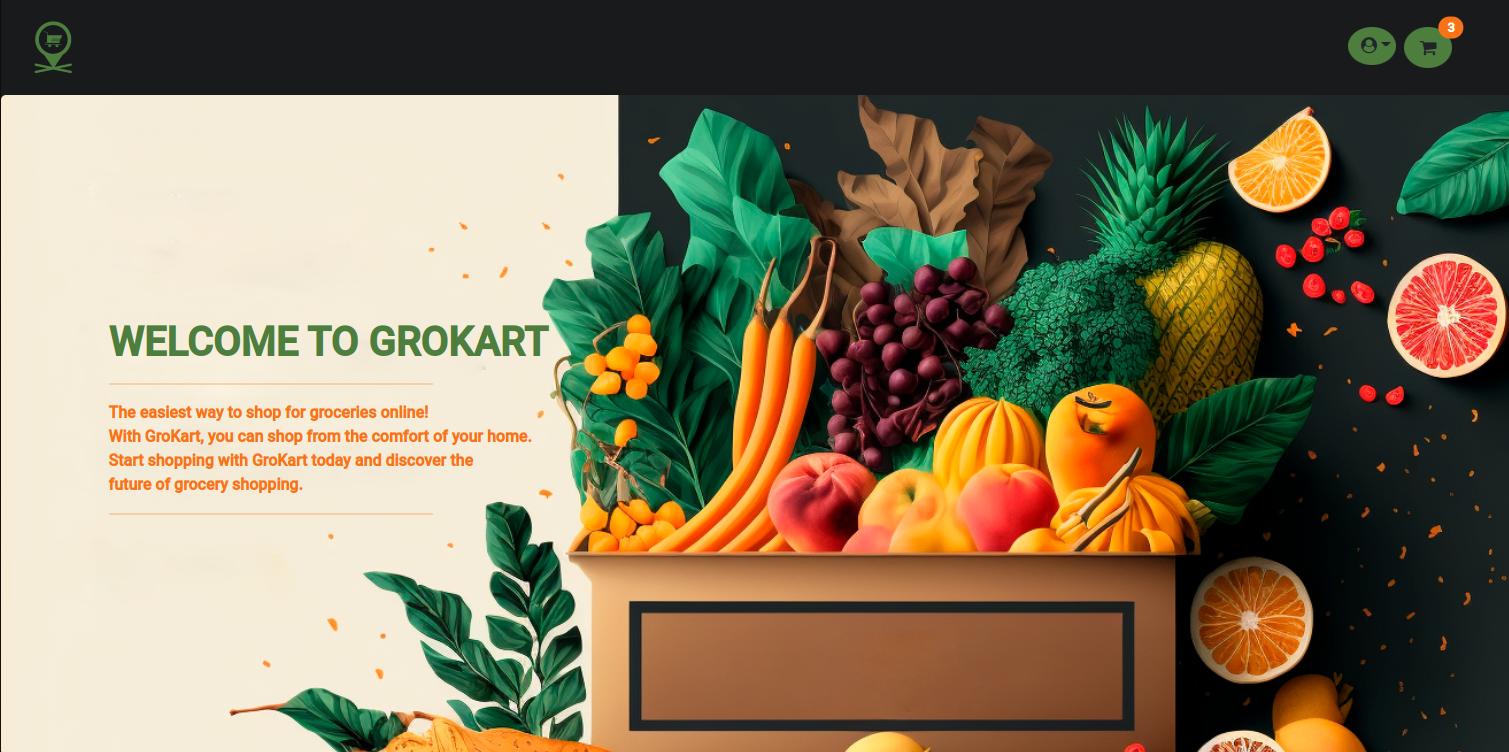 3
WELCOME TO GROKART
The easiest way to shop for groceries online!
With GroKart, you can shop from the comfort of your home.
Start shopping with GroKart today and discover the
future of grocery shopping.